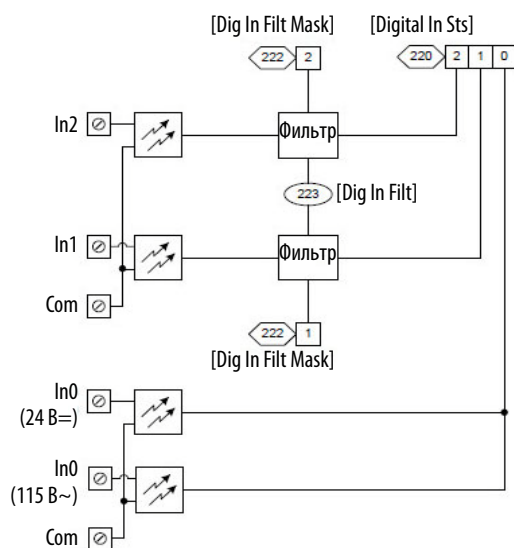 [Dig In Filt Mask] [Digital In Sts]
222 2 220 2 1 0
In2
Фильтр
223 [Dig In Filt]
In1
Фильтр
Com
222 1
[Dig In Filt Mask]
In0
(24 В=)
In0
(115 В~)
Com